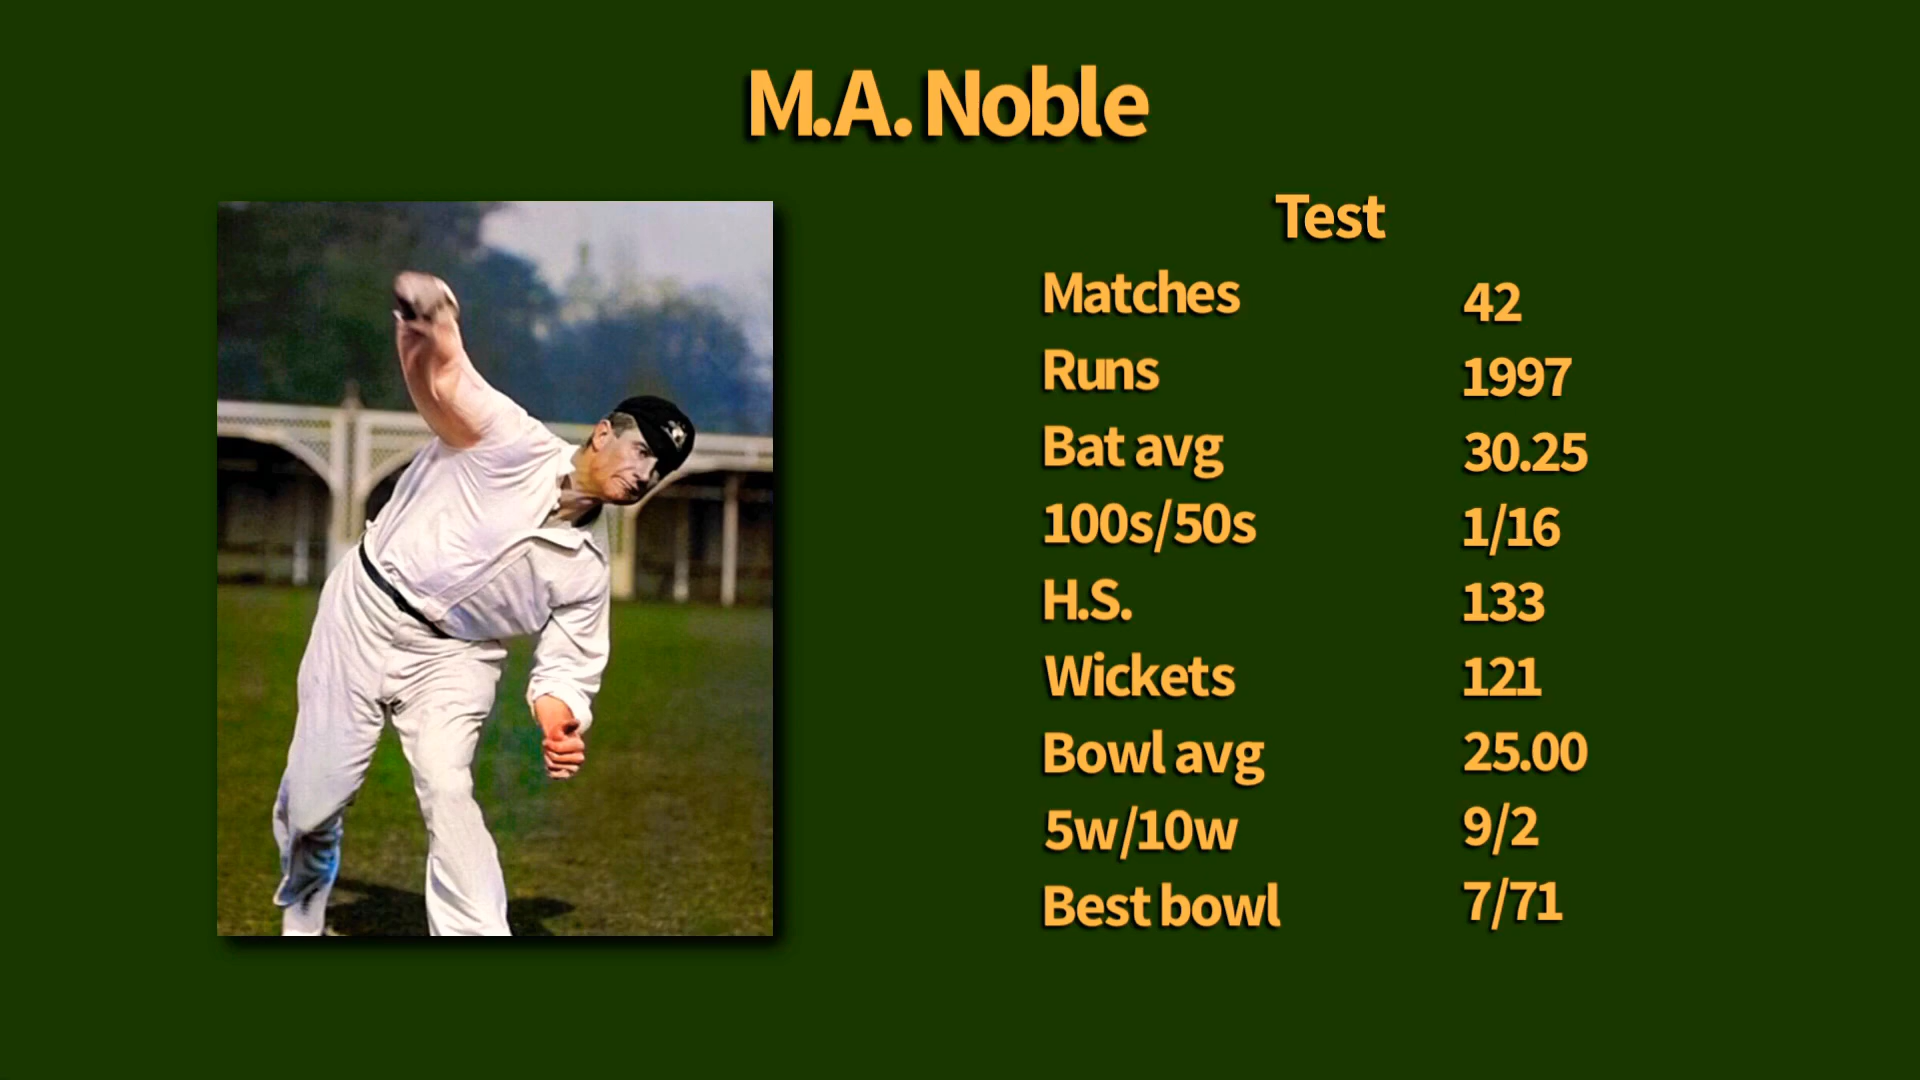 M.A. Noble
Test
Matches 42
Runs 1997
Bat avg 30.25
100s/50s 1/16
H.S. 133
Wickets 121
Bowl avg 25.00
5w/10w 9/2
Best bowl 7/71